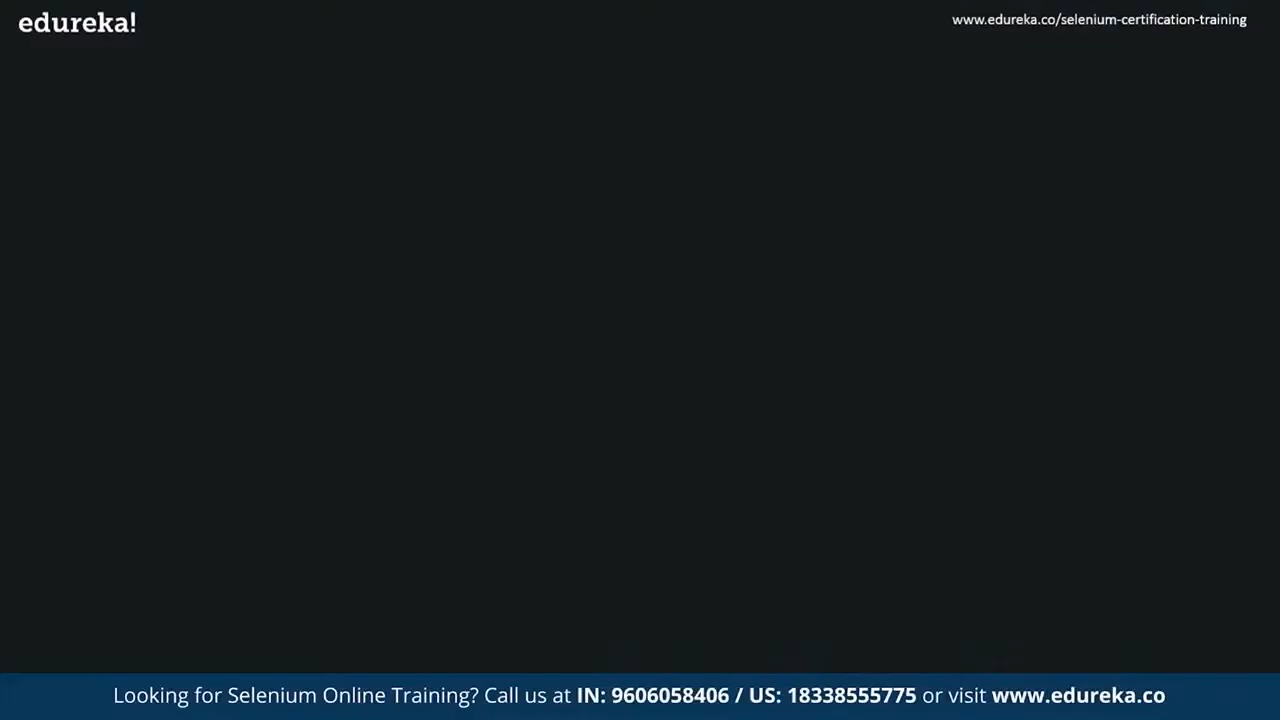 edureka!
www.edureka.co/selenium-certification-training
Looking for Selenium Online Training? Call us at IN: 9606058406 / US: 18338555775 or visit www.edureka.co